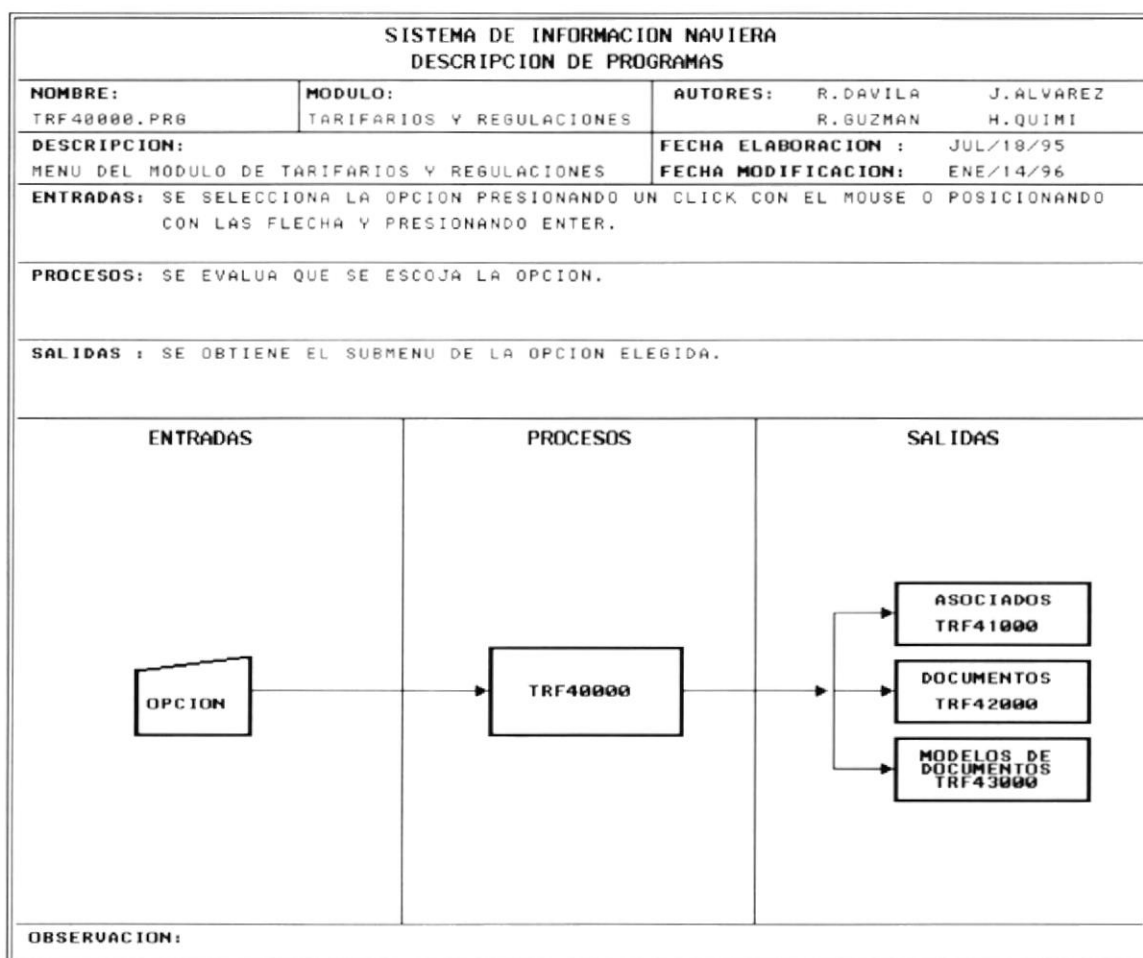 SISTEMA DE INFORMACION NAVIERA
DESCRIPCION DE PROGRAMAS
NOMBRE:
TRF40000.PRG
MODULO:
TARIFARIOS Y REGULACIONES
AUTORES: R.DAVILA J.ALVAREZ
R.GUZMAN H.QUIMI
DESCRIPCION:
MENU DEL MODULO DE TARIFARIOS Y REGULACIONES
FECHA ELABORACION : JUL/18/95
FECHA MODIFICACION: ENE/14/96
ENTRADAS: SE SELECCIONA LA OPCION PRESIONANDO UN CLICK CON EL MOUSE O POSICIONANDO
CON LAS FLECHA Y PRESIONANDO ENTER.
PROCESOS: SE EVALUA QUE SE ESCOJA LA OPCION.
SALIDAS : SE OBTIENE EL SUBMENU DE LA OPCION ELEGIDA.
ENTRADAS
PROCESOS
SALIDAS
OPCION
TRF40000
ASOCIADOS
TRF41000
DOCUMENTOS
TRF42000
MODELOS DE
DOCUMENTOS
TRF43000
OBSERVACION: